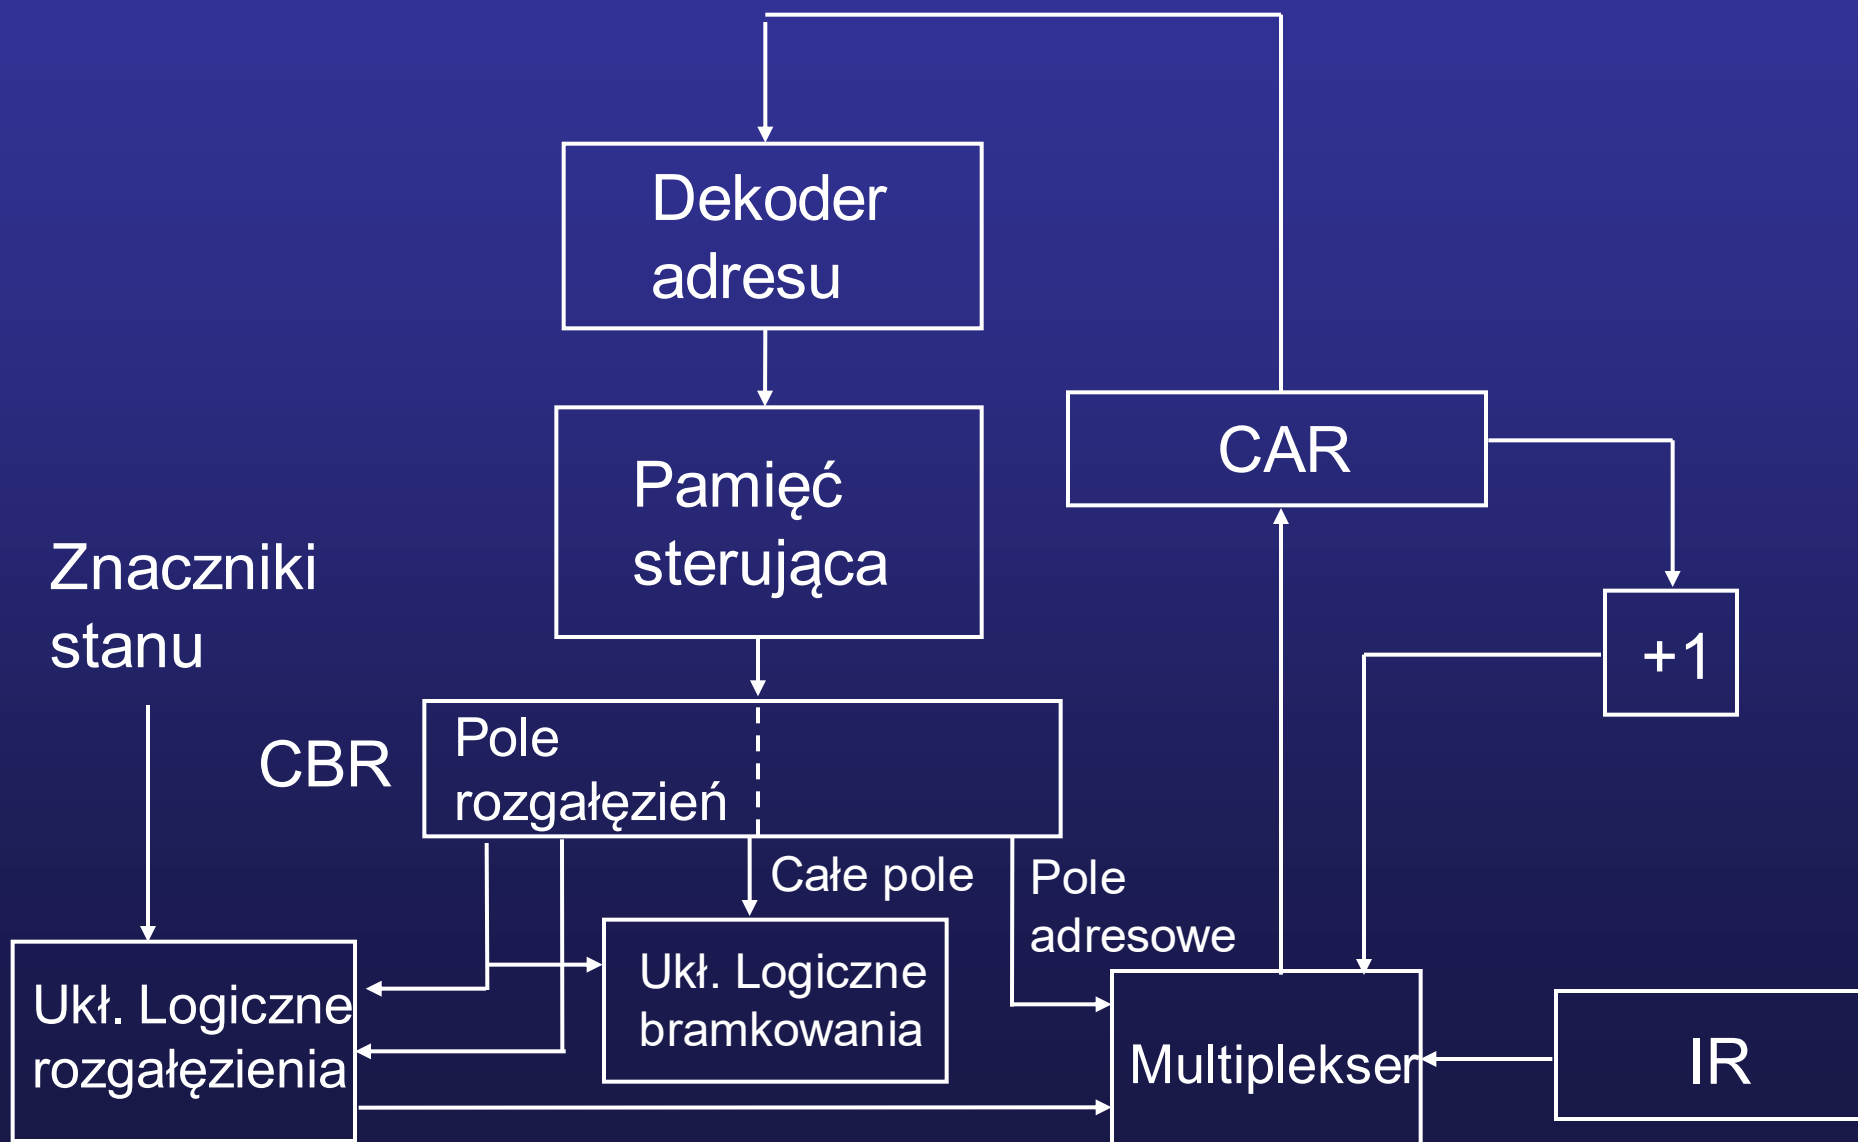 Dekoder
adresu
Pamięć
sterująca
CAR
Znaczniki
stanu
+1
CBR
Pole
rozgałęzień
Całe pole
Pole
adresowe
Ukł. Logiczne
rozgałęzienia
Ukł. Logiczne
bramkowania
Multiplekser
IR